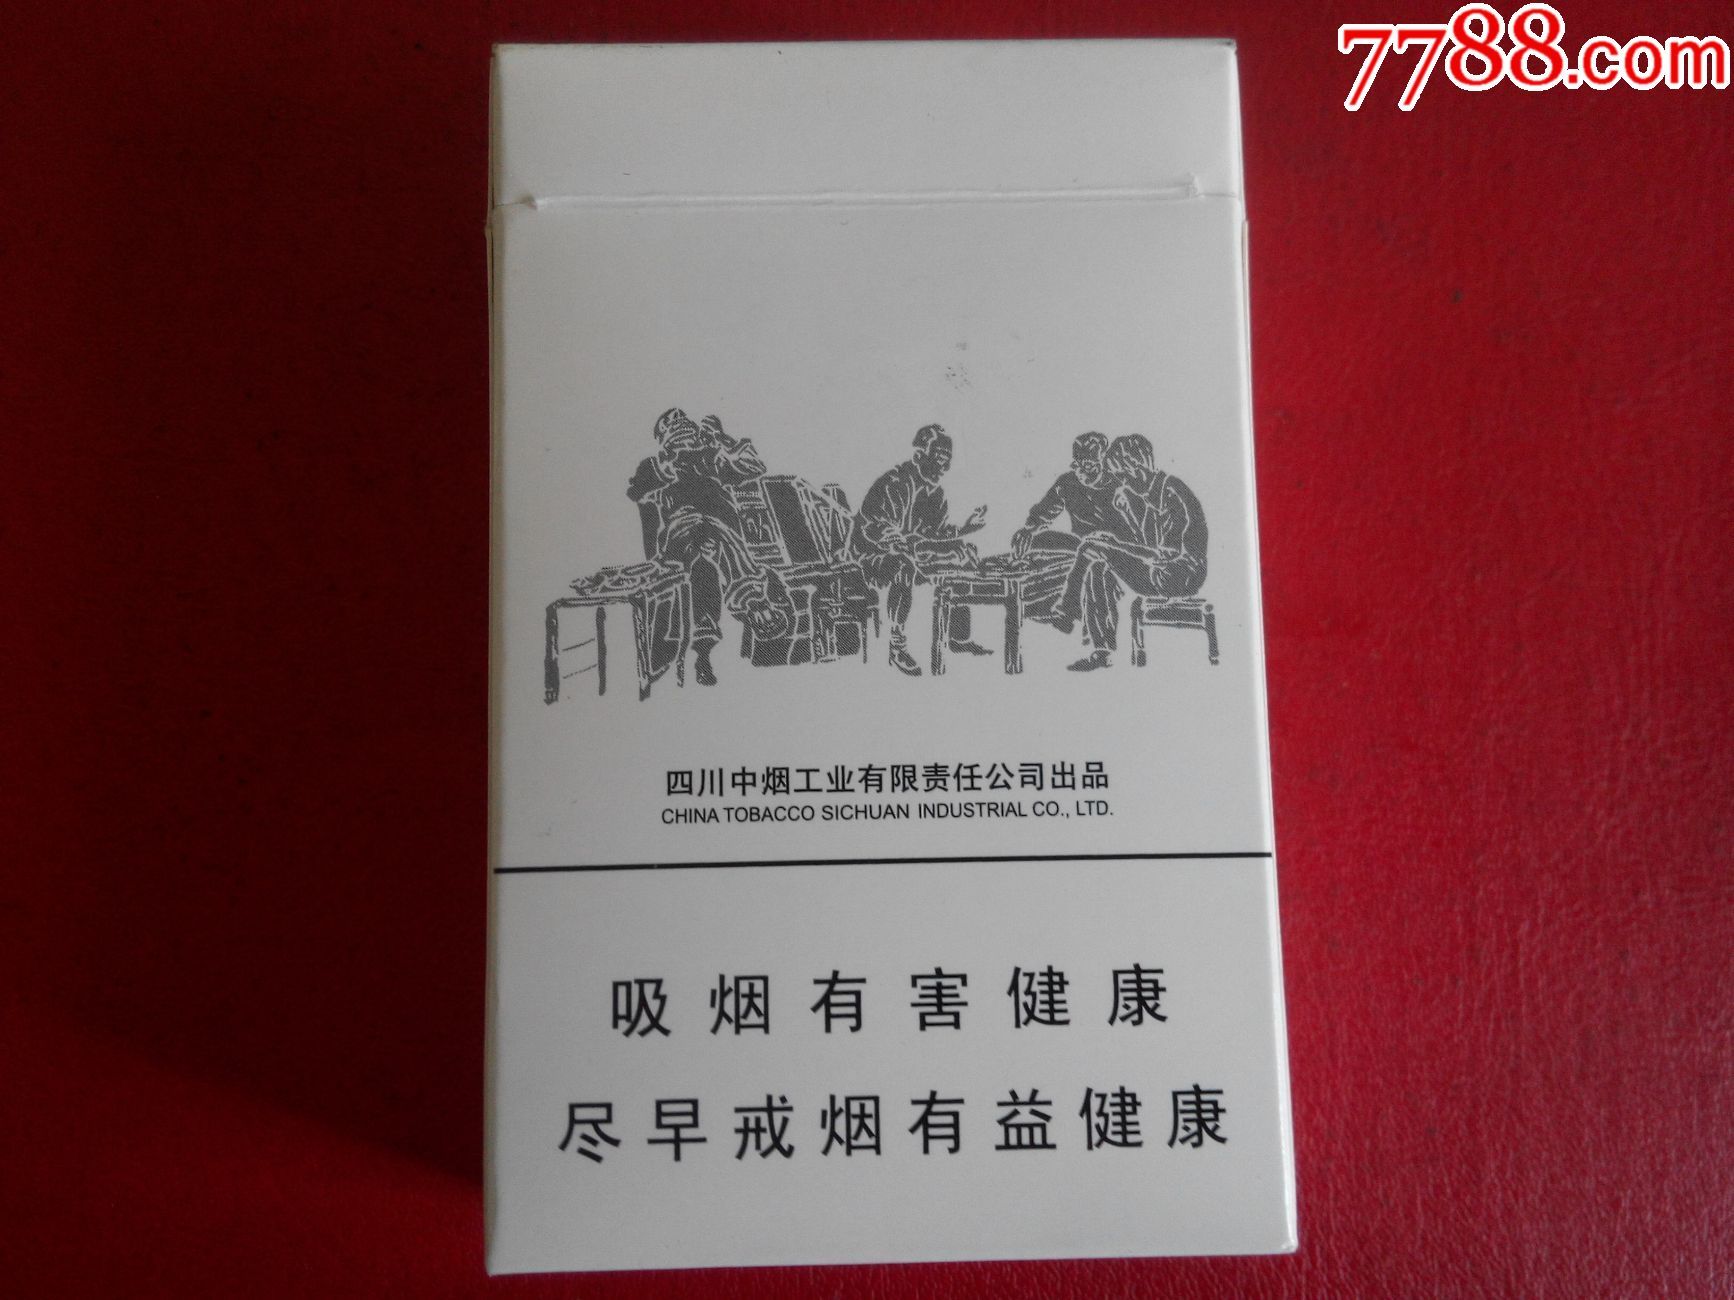 7788.com
四川中烟工业有限责任公司出品
CHINA TOBACCO SICHUAN INDUSTRIAL CO., LTD.
吸烟有害健康
尽早戒烟有益健康